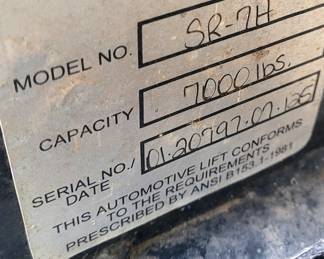 MODEL NO. SR-7H
CAPACITY 7000 lbs.
SERIAL NO./ 01.20797.07.125
DATE
THIS AUTOMOTIVE LIFT CONFORMS
TO THE REQUIREMENTS
PRESCRIBED BY ANSI B153.1-1981